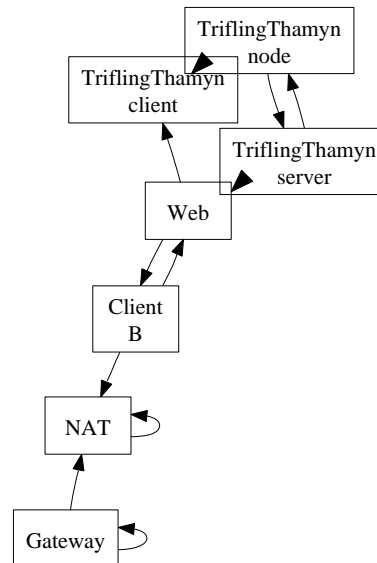 TriflingThamyn
node
TriflingThamyn
client
TriflingThamyn
server
Web
Client
B
NAT
Gateway